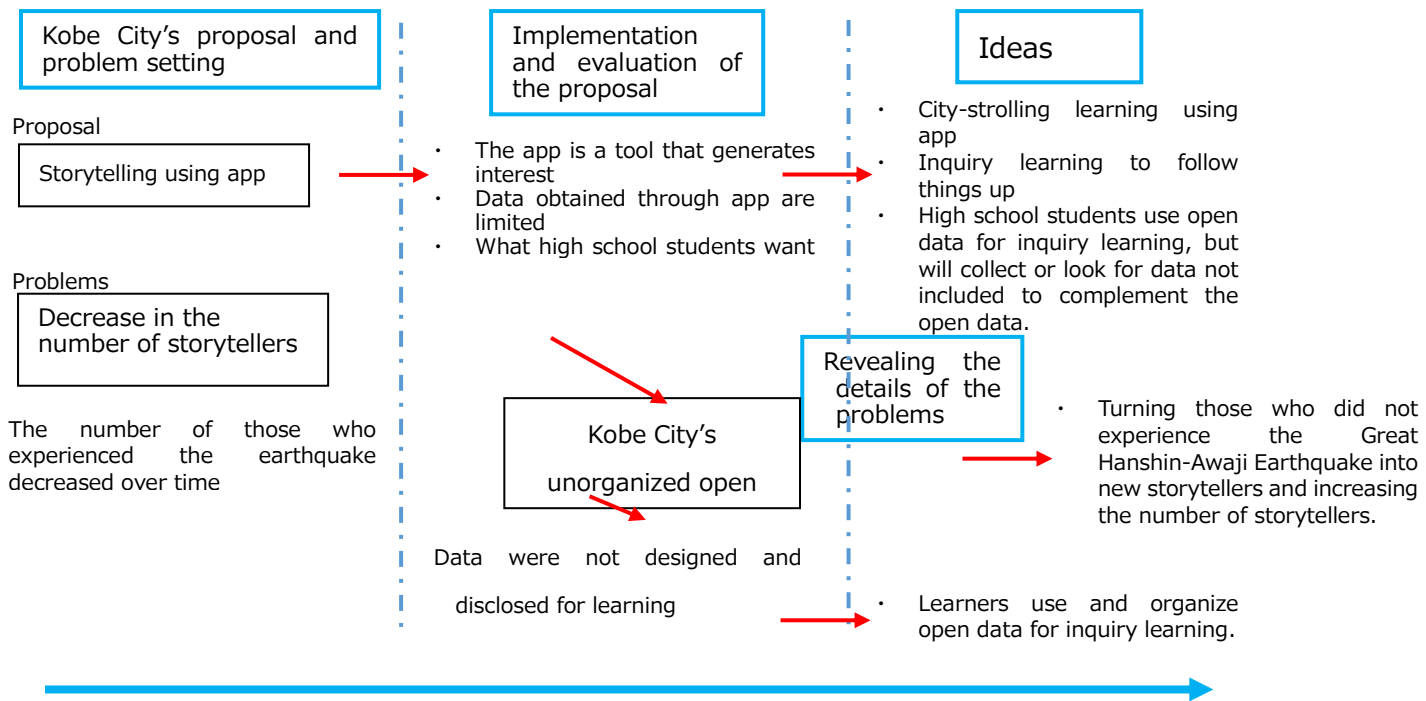 Kobe City’s proposal and
problem setting
Proposal
Storytelling using app
Problems
Decrease in the
number of storytellers
The number of those who
experienced the earthquake
decreased over time
Implementation
and evaluation of
the proposal
・ The app is a tool that generates
interest
・ Data obtained through app are
limited
・ What high school students want
Kobe City’s
unorganized open
Data were not designed and
disclosed for learning
Revealing the
details of the
problems
Ideas
・ City-strolling learning using
app
・ Inquiry learning to follow
things up
・ High school students use open
data for inquiry learning, but
will collect or look for data not
included to complement the
open data.
・ Turning those who did not
experience the Great
Hanshin-Awaji Earthquake into
new storytellers and increasing
the number of storytellers.
・ Learners use and organize
open data for inquiry learning.